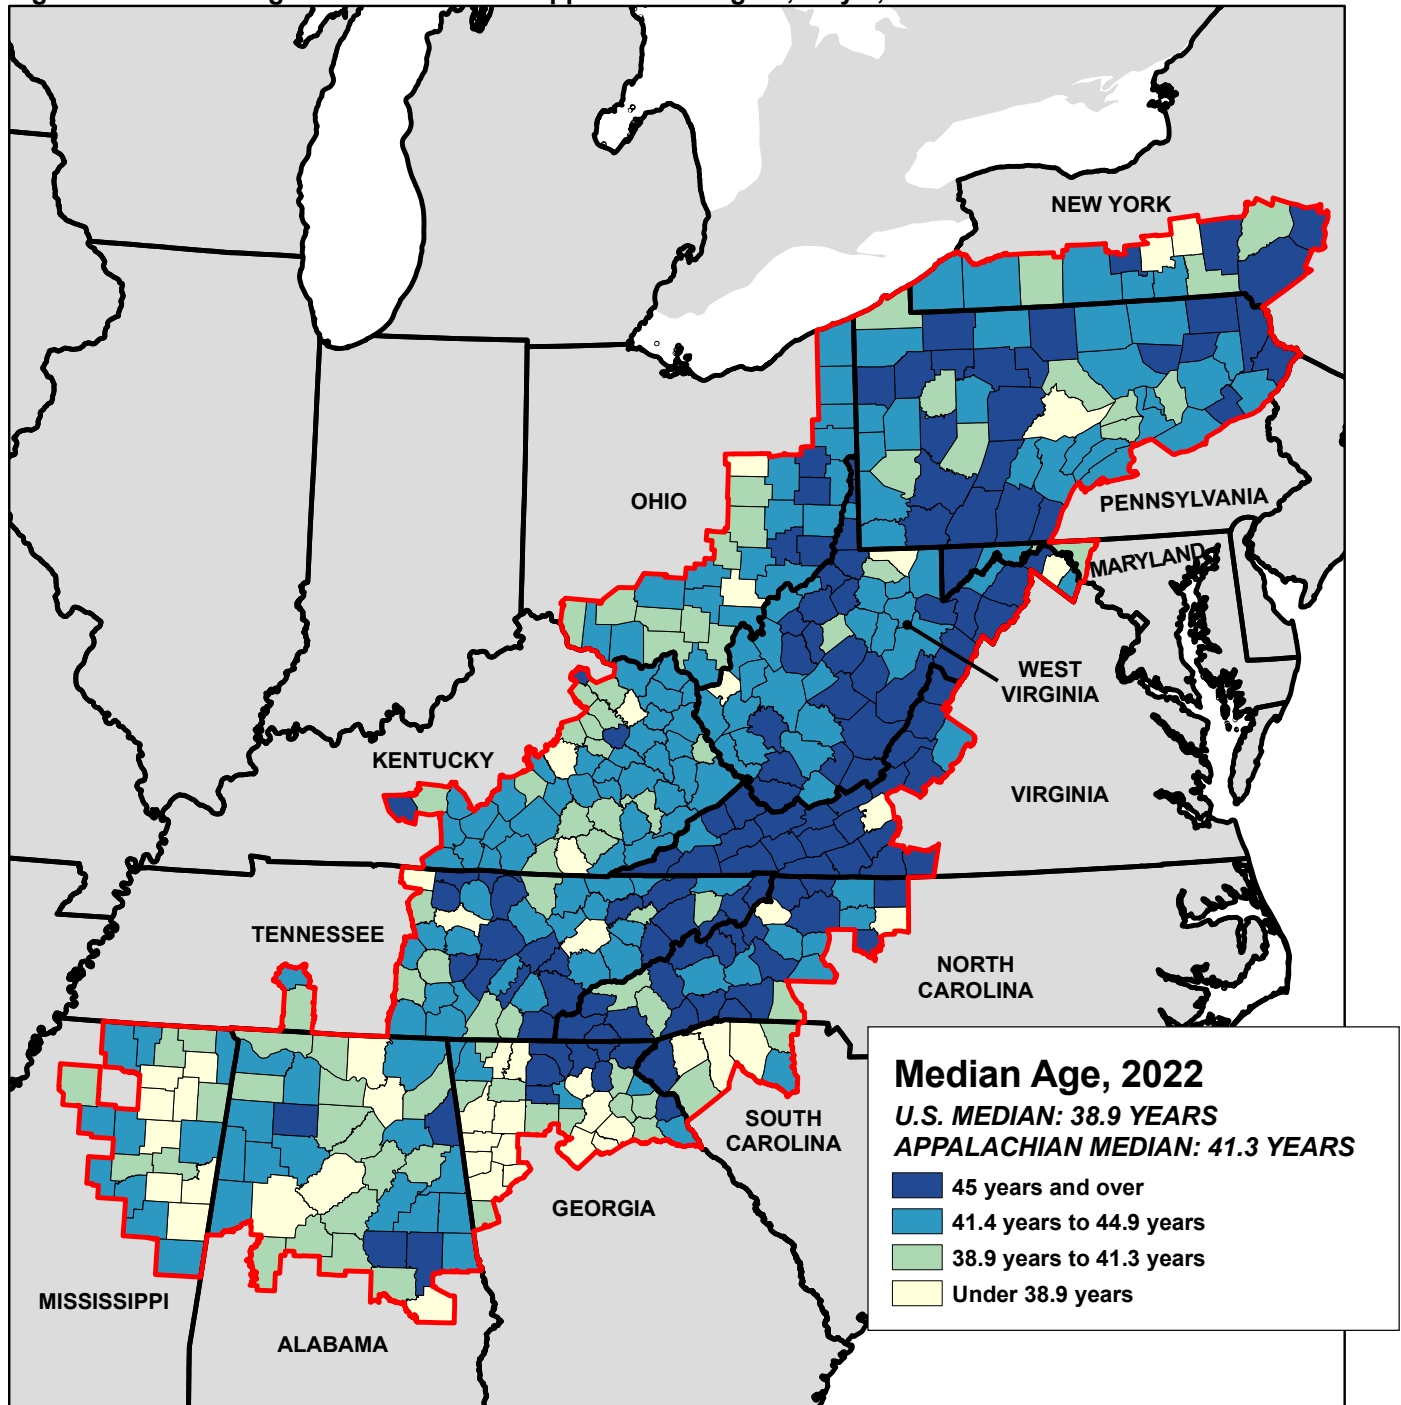 NEW YORK
OHIO
PENNSYLVANIA
MARYLAND
WEST
VIRGINIA
KENTUCKY
VIRGINIA
TENNESSEE
NORTH
CAROLINA
SOUTH
CAROLINA
GEORGIA
MISSISSIPPI
ALABAMA
Median Age, 2022
U.S. MEDIAN: 38.9 YEARS
APPALACHIAN MEDIAN: 41.3 YEARS
45 years and over
41.4 years to 44.9 years
38.9 years to 41.3 years
Under 38.9 years